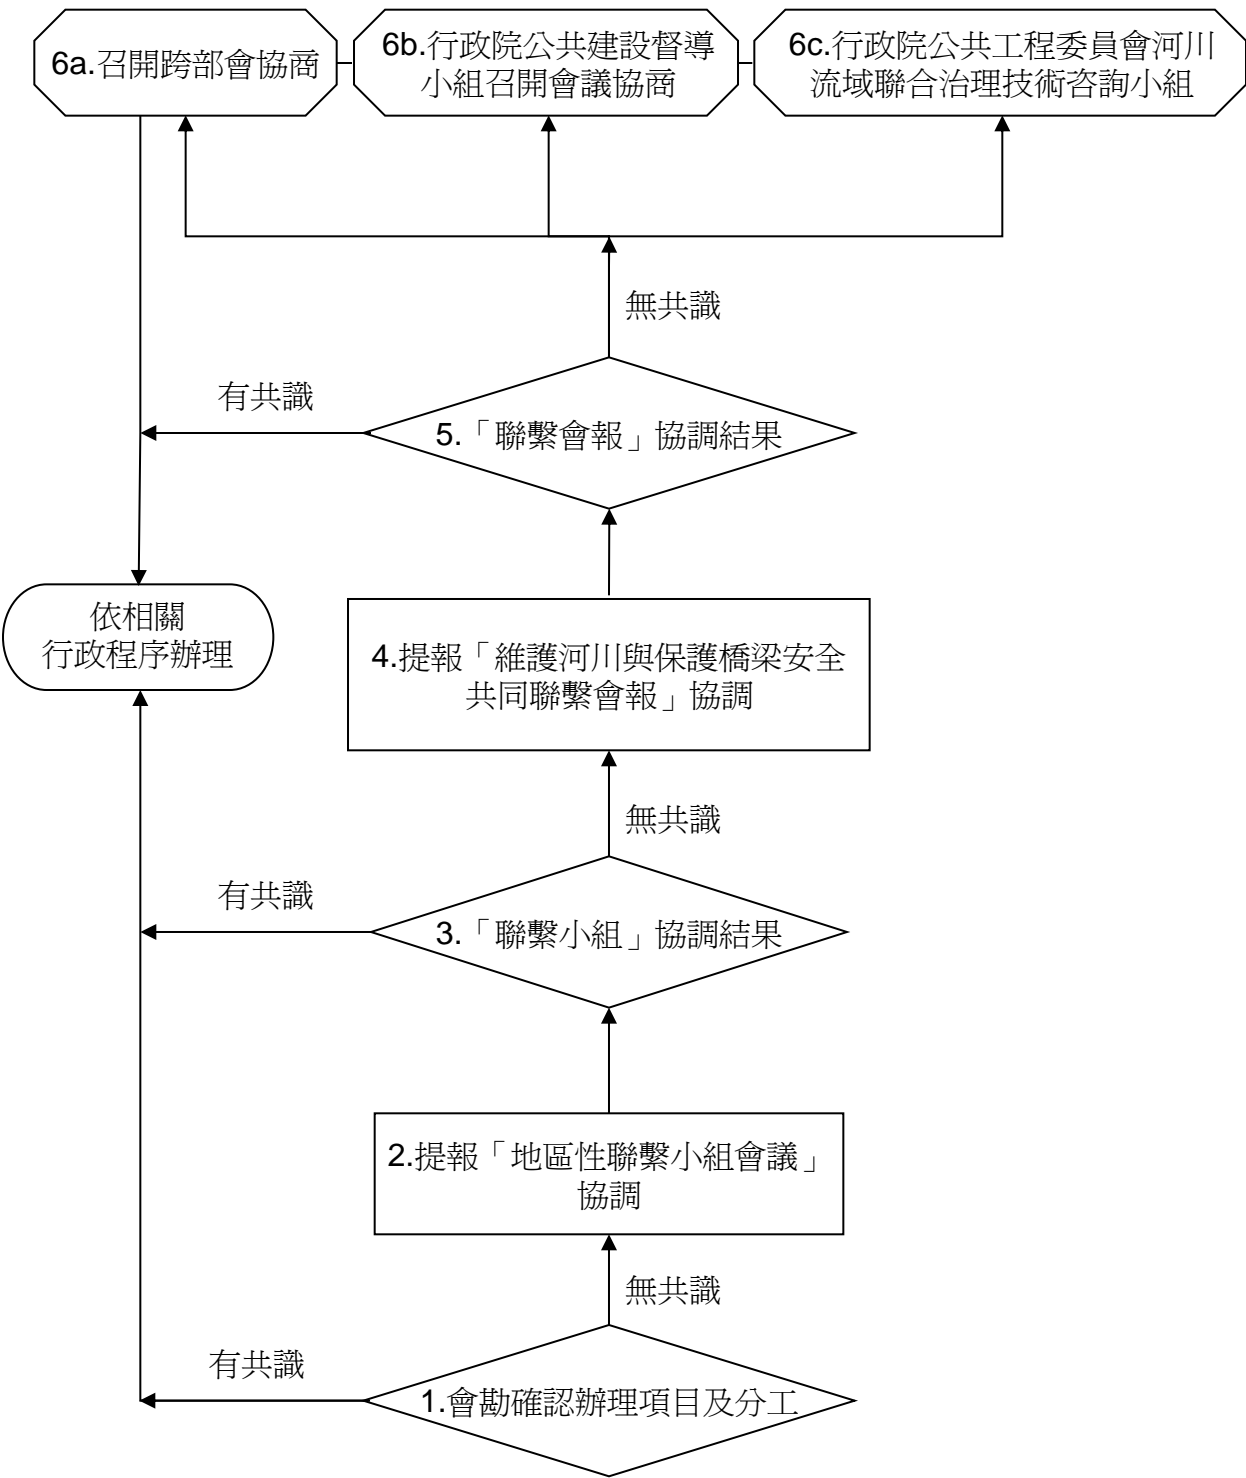 6a.召開跨部會協商
6b.行政院公共建設督導
小組召開會議協商
6c.行政院公共工程委員會河川
流域聯合治理技術咨詢小組
無共識
有共識
5.「聯繫會報」協調結果
依相關
行政程序辦理
4.提報「維護河川與保護橋梁安全
共同聯繫會報」協調
無共識
有共識
3.「聯繫小組」協調結果
2.提報「地區性聯繫小組會議」
協調
無共識
有共識
1.會勘確認辦理項目及分工